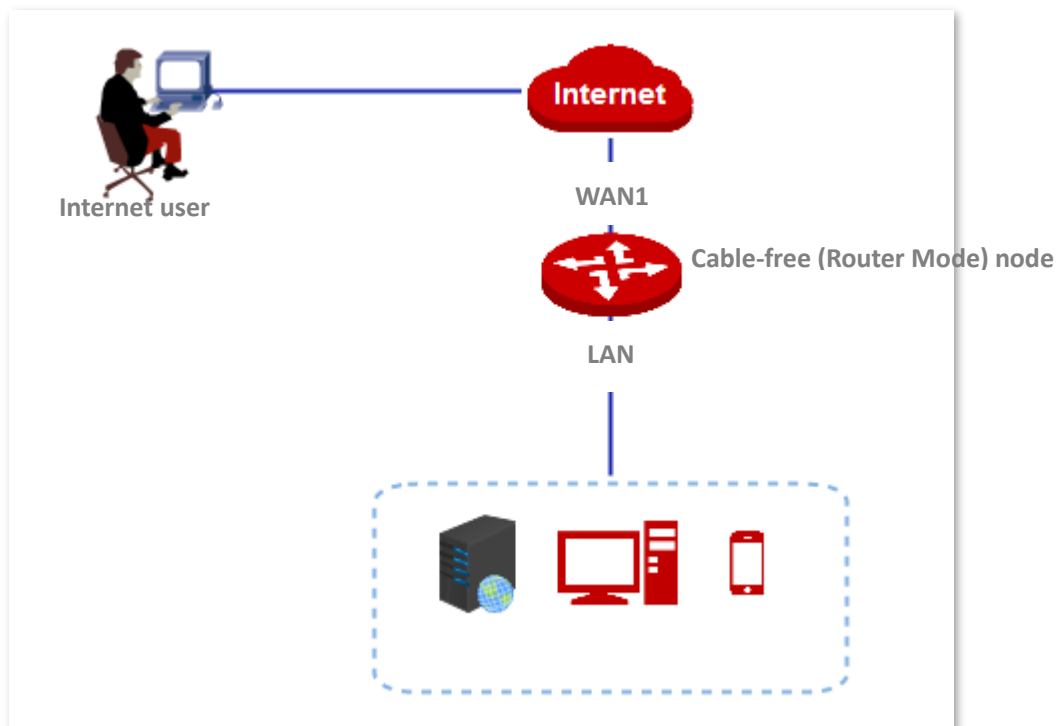 Internet
Internet user
WAN1
Cable-free (Router Mode) node
LAN